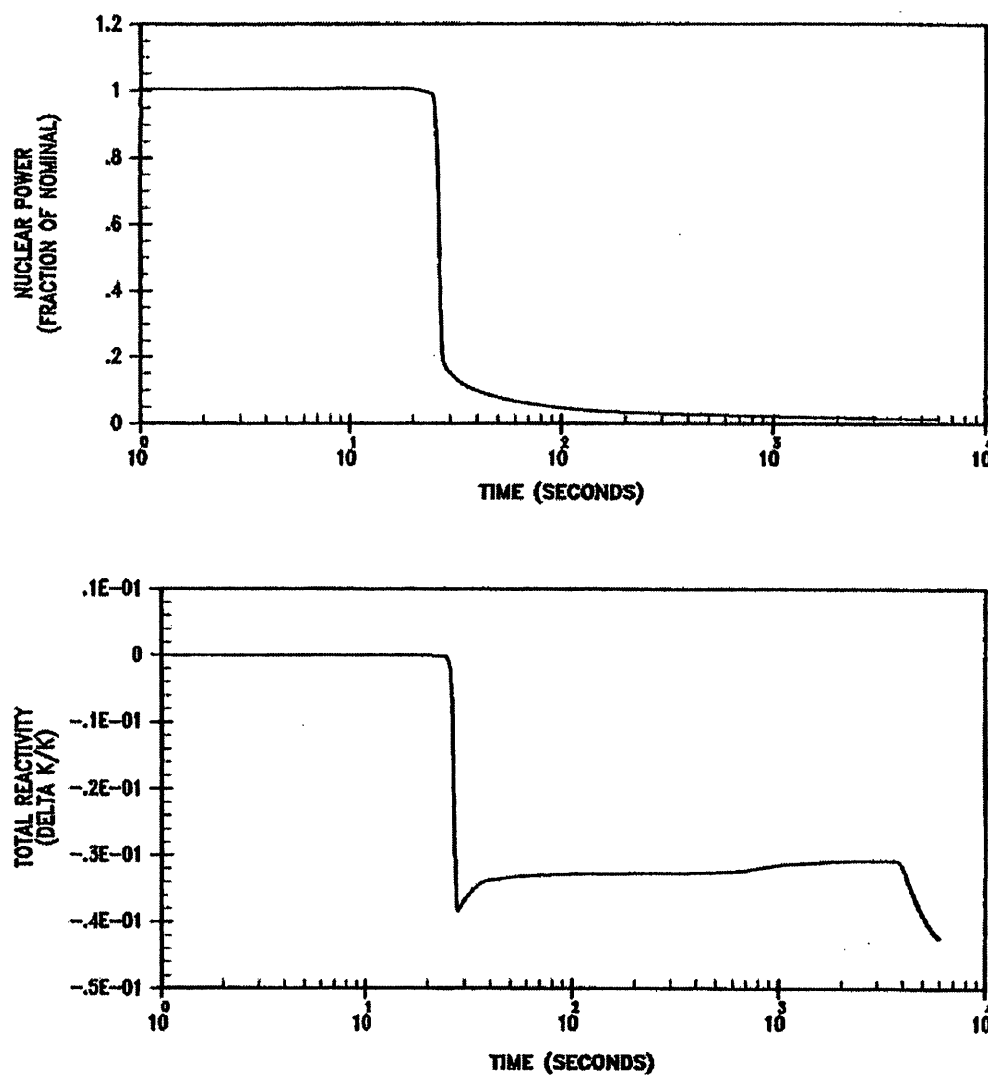 1.2
1
.8
.6
.4
.2
0
NUCLEAR POWER
(FRACTION OF NOMINAL)
10^0 10^1 10^2 10^3 10^4
TIME (SECONDS)
.1E-01
0
-.1E-01
-.2E-01
-.3E-01
-.4E-01
-.5E-01
TOTAL REACTIVITY
(DELTA K/K)
10^0 10^1 10^2 10^3 10^4
TIME (SECONDS)